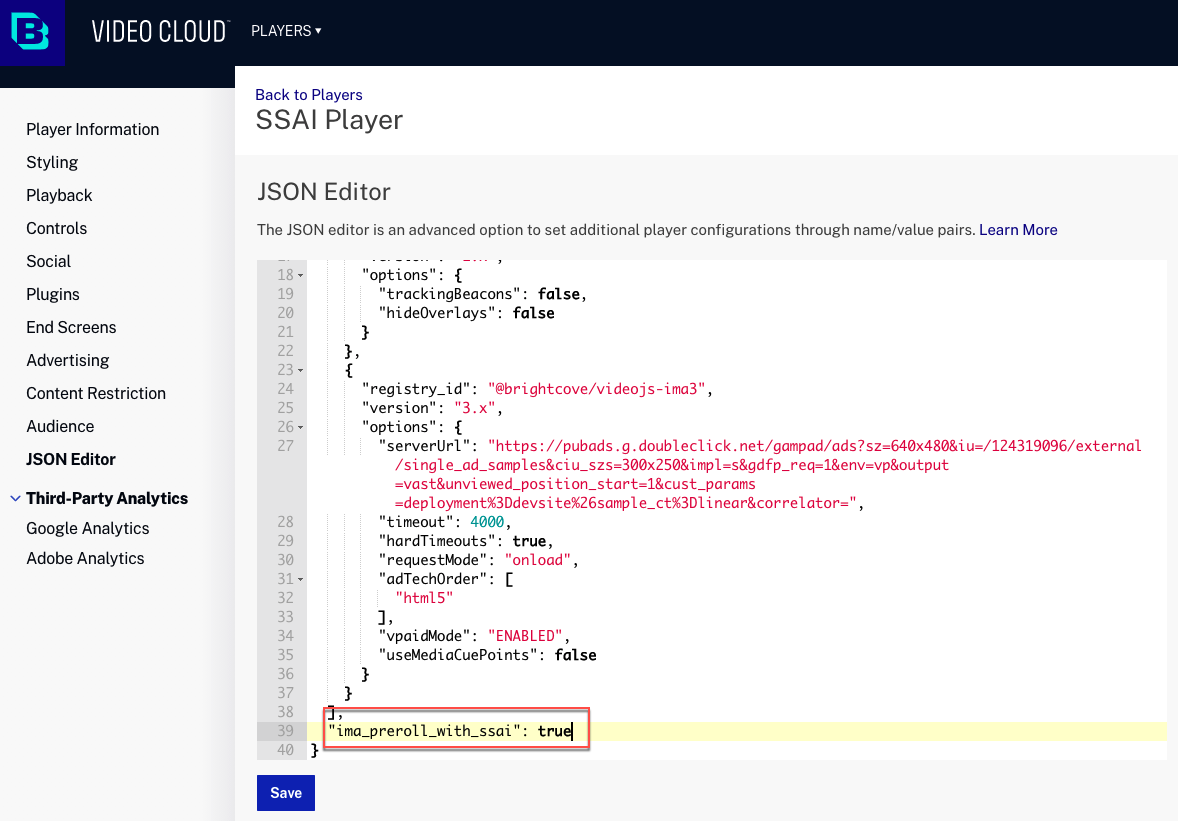 VIDEO CLOUD™
PLAYERS ▾
Back to Players
SSAI Player
Player Information
Styling
Playback
Controls
Social
Plugins
End Screens
Advertising
Content Restriction
Audience
JSON Editor
Third-Party Analytics
Google Analytics
Adobe Analytics
JSON Editor
The JSON editor is an advanced option to set additional player configurations through name/value pairs. Learn More
18 "options": {
19 "trackingBeacons": false,
20 "hideOverlays": false
21 }
22 },
23 {
24 "registry_id": "@brightcove/videojs-ima3",
25 "version": "3.x",
26 "options": {
27 "serverUrl": "https://pubads.g.doubleclick.net/gampad/ads?sz=640x480&iu=/124319096/external
/single_ad_samples&ciu_szs=300x250&impl=s&gdfp_req=1&env=vp&output
=vast&unviewed_position_start=1&cust_params
=deployment%3Ddevsite%26sample_ct%3Dlinear&correlator=",
28 "timeout": 4000,
29 "hardTimeouts": true,
30 "requestMode": "onload",
31 "adTechOrder": [
32 "html5"
33 ],
34 "vpaidMode": "ENABLED",
35 "useMediaCuePoints": false
36 }
37 }
38 ],
39 "ima_preroll_with_ssai": true
40 }
Save